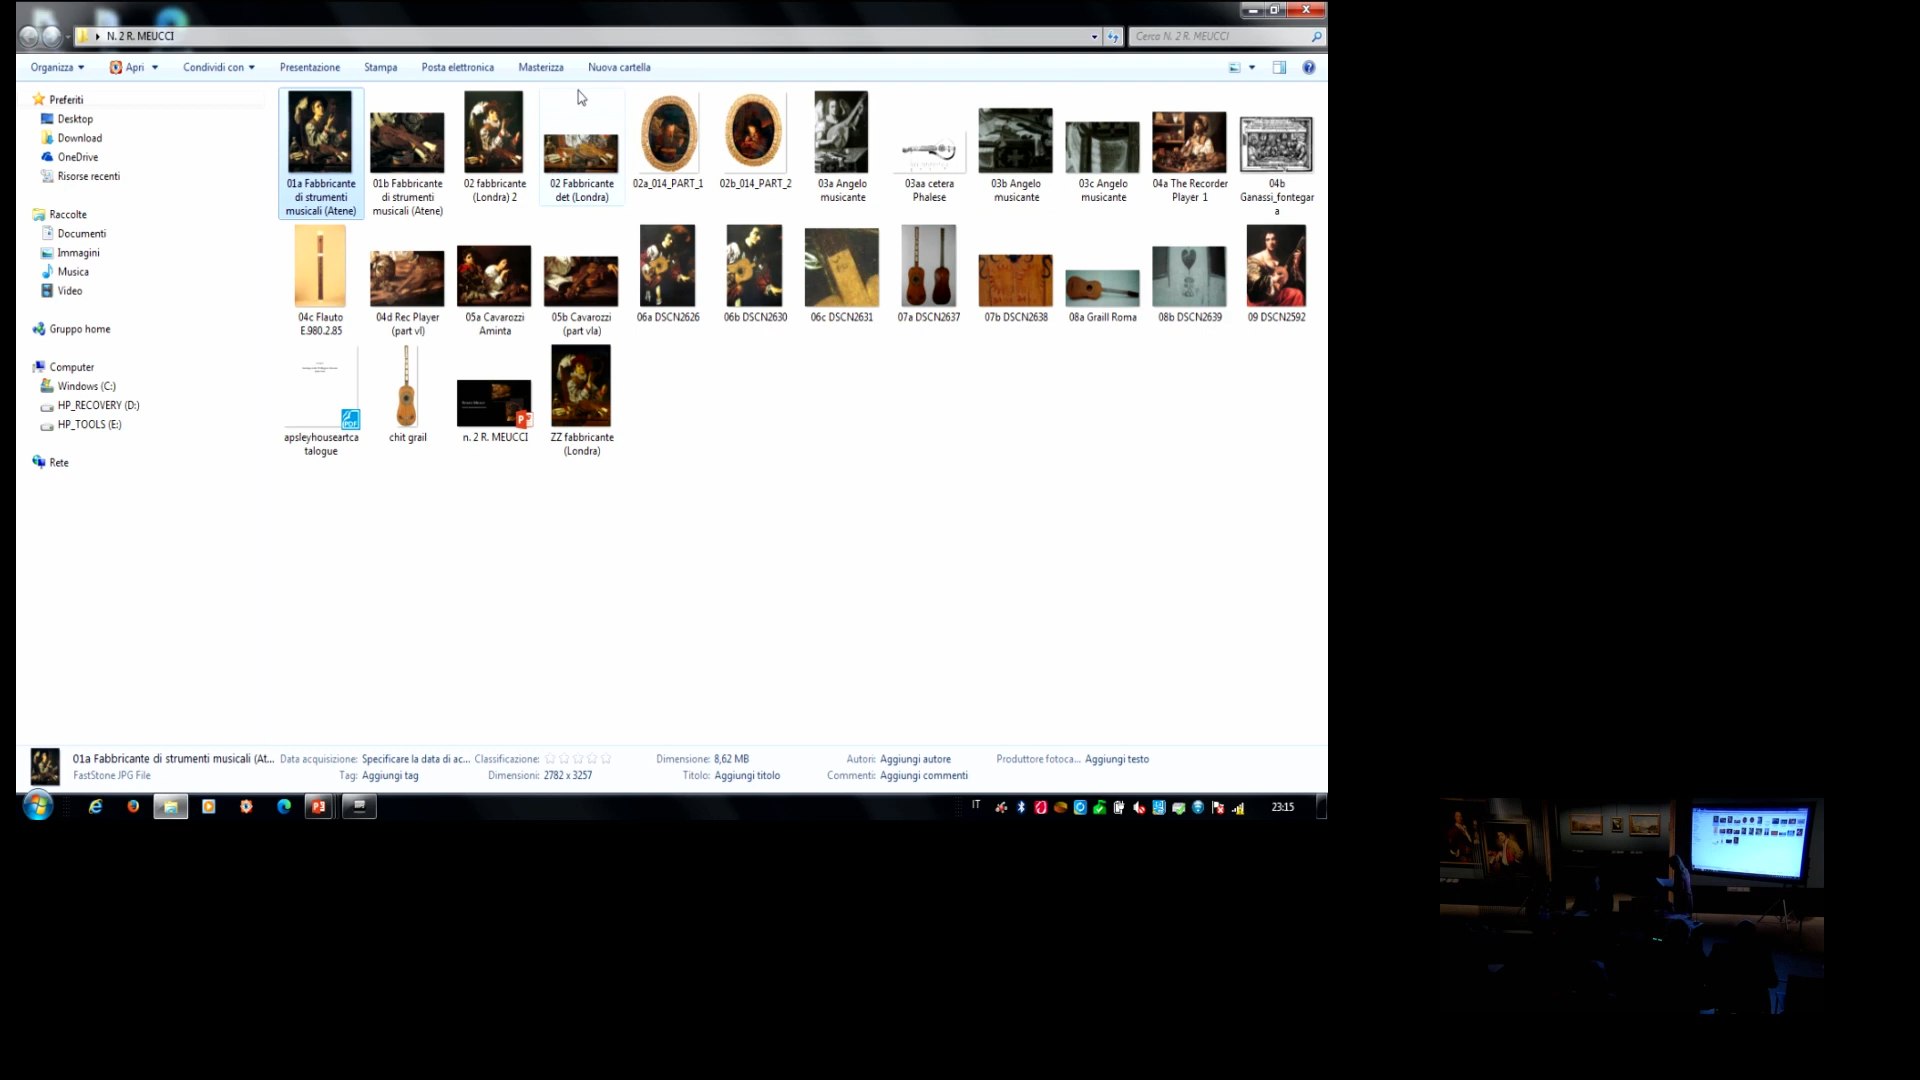 N. 2 R. MEUCCI
Cerca N. 2 R. MEUCCI
Organizza
Apri
Condividi con
Presentazione
Stampa
Posta elettronica
Masterizza
Nuova cartella
Preferiti
Desktop
Download
OneDrive
Risorse recenti
Raccolte
Documenti
Immagini
Musica
Video
Gruppo home
Computer
Windows (C:)
HP_RECOVERY (D:)
HP_TOOLS (E:)
Rete
01a Fabbricante
di strumenti
musicali (Atene)
01b Fabbricante
di strumenti
musicali (Atene)
02 fabbricante
(Londra) 2
02 Fabbricante
det (Londra)
02a_014_PART_1
02b_014_PART_2
03a Angelo
musicante
03aa cetera
Phalese
03b Angelo
musicante
03c Angelo
musicante
04a The Recorder
Player 1
04b
Ganassi_fontegar
a
04c Flauto
E.980.2.85
04d Rec Player
(part vl)
05a Cavarozzi
Aminta
05b Cavarozzi
(part vla)
06a DSCN2626
06b DSCN2630
06c DSCN2631
07a DSCN2637
07b DSCN2638
08a Graill Roma
08b DSCN2639
09 DSCN2592
PDF
apsleyhouseartca
talogue
chit grail
n. 2 R. MEUCCI
ZZ fabbricante
(Londra)
01a Fabbricante di strumenti musicali (At...
FastStone JPG File
Data acquisizione: Specificare la data di ac...
Tag: Aggiungi tag
Classificazione:
Dimensioni: 2782 x 3257
Dimensione: 8,62 MB
Titolo: Aggiungi titolo
Autori: Aggiungi autore
Commenti: Aggiungi commenti
Produttore fotoca... Aggiungi testo
IT
23:15